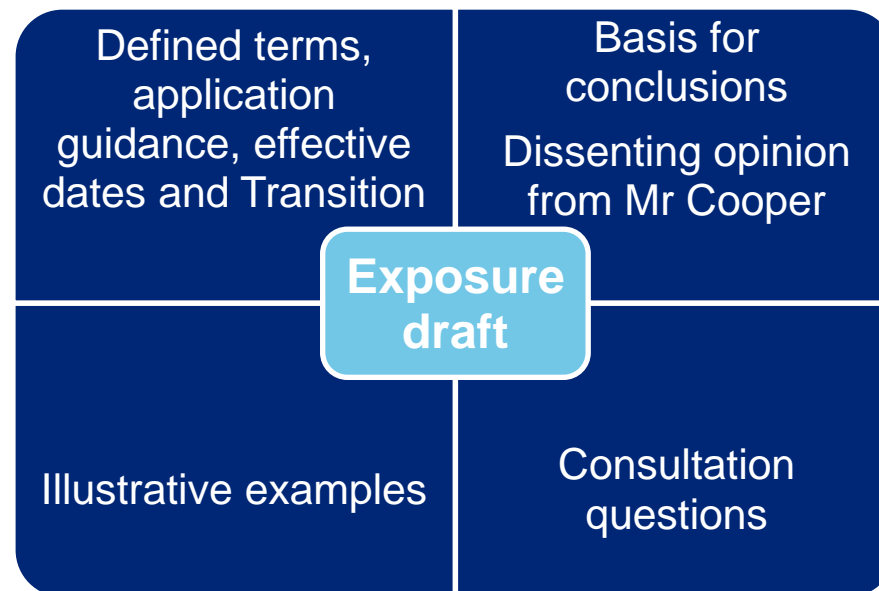 Defined terms,
application
guidance, effective
dates and Transition
Basis for
conclusions
Dissenting opinion
from Mr Cooper
Exposure
draft
Illustrative examples
Consultation
questions